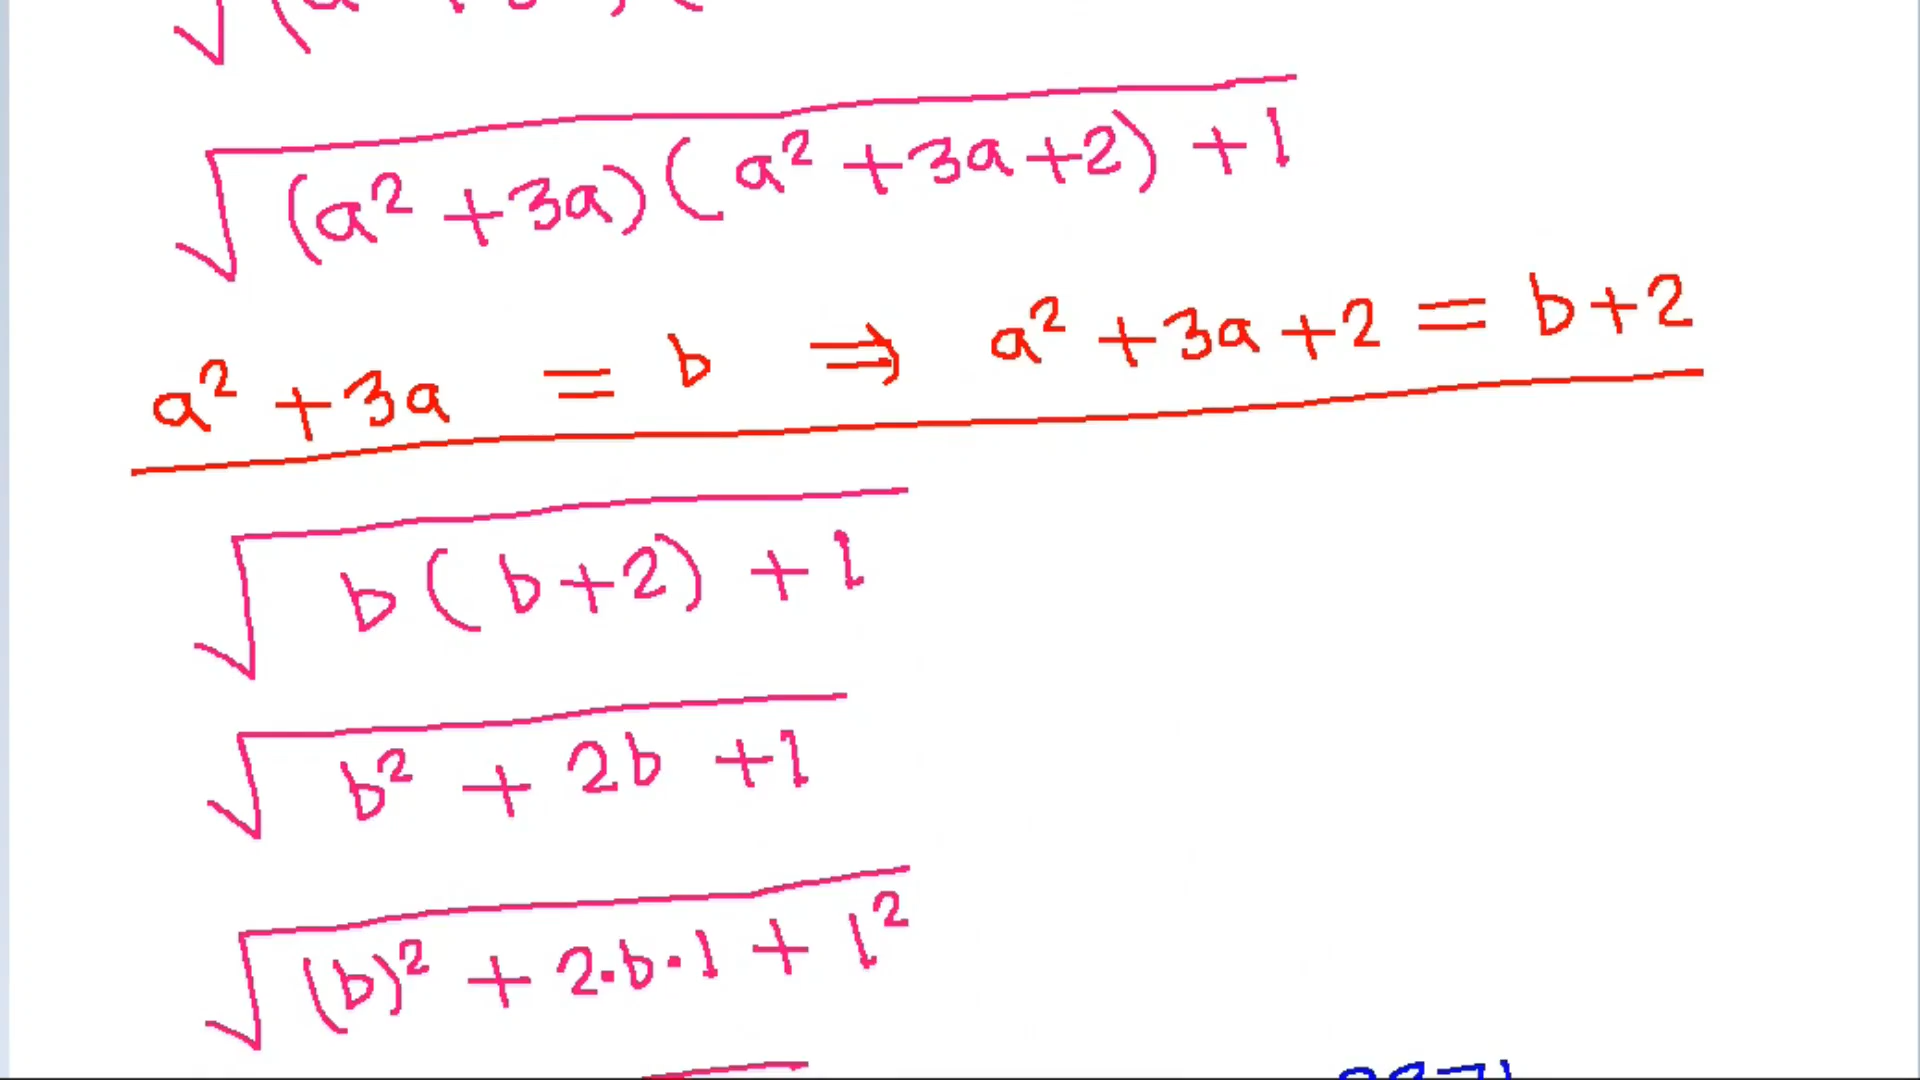 √(a² + 3a)(a² + 3a + 2) + 1
a² + 3a = b ⇒ a² + 3a + 2 = b + 2
√b(b + 2) + 1
√b² + 2b + 1
√(b)² + 2·b·1 + 1²